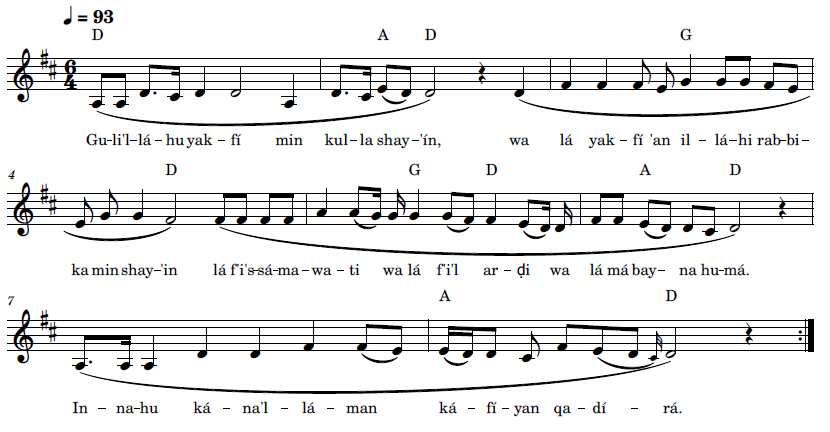 ♩ = 93
D A D G
6
4
Gu-li'l-lá-hu yak-fí min kul-la shay-'ín, wa lá yak-fí 'an il-lá-hi rab-bi-
4
D G D A D
ka min shay-'in lá f'i's-sá-ma-wa-ti wa lá f'i'l ar-ḍi wa lá má bay-na hu-má.
7
A D
In-na-hu ká-na'l-lá-man ká-fí-yan qa-dí-rá.